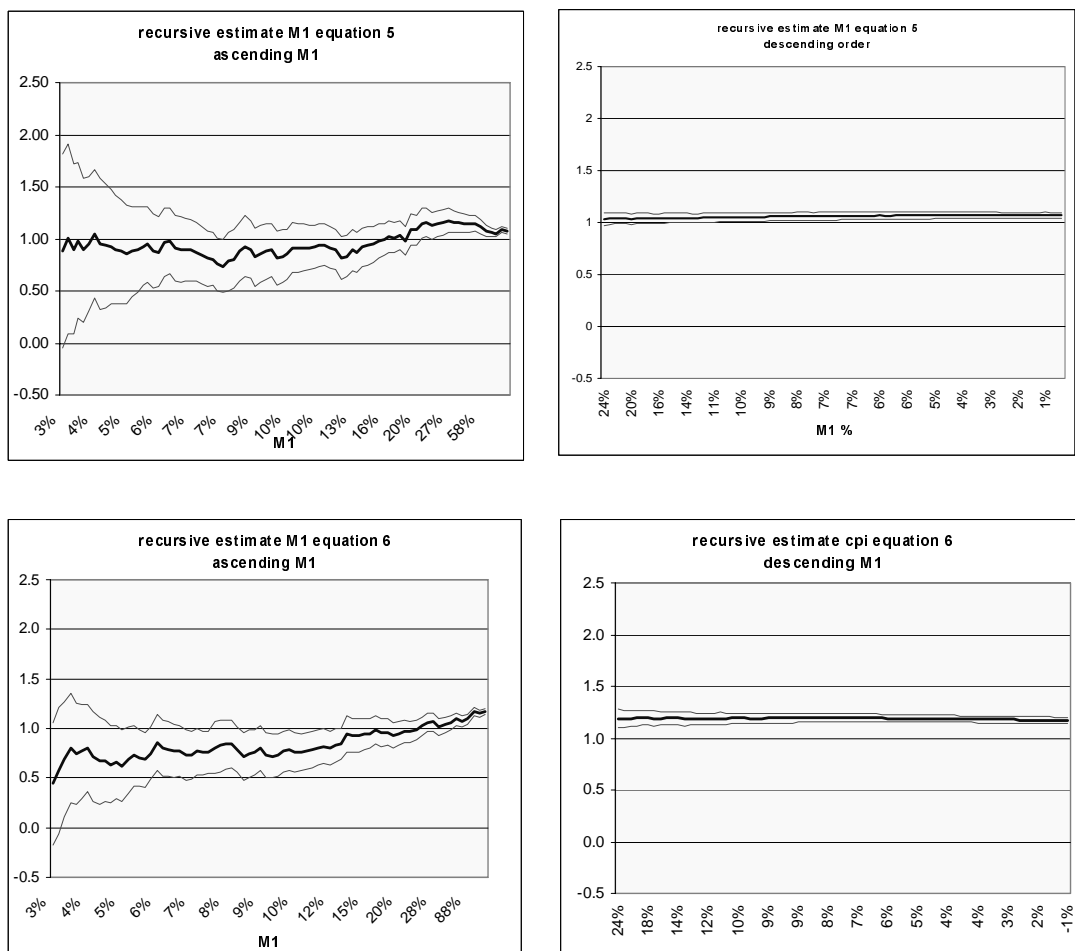 recursive estimate M1 equation 5
ascending M1
2.50
2.00
1.50
1.00
0.50
0.00
-0.50
3% 4% 5% 6% 7% 7% 9% 10% 10% 13% 16% 20% 27% 58%
M1
recursive estimate M1 equation 5
descending order
2.5
2
1.5
1
0.5
0
-0.5
24% 20% 16% 14% 11% 10% 9% 8% 7% 7% 6% 6% 5% 4% 3% 2% 1%
M1 %
recursive estimate M1 equation 6
ascending M1
2.5
2.0
1.5
1.0
0.5
0.0
-0.5
3% 4% 5% 6% 7% 8% 9% 10% 12% 15% 20% 28% 88%
M1
recursive estimate cpi equation 6
descending M1
2.5
2.0
1.5
1.0
0.5
0.0
-0.5
24% 18% 14% 12% 10% 9% 9% 7% 6% 6% 5% 4% 4% 3% 2% -1%